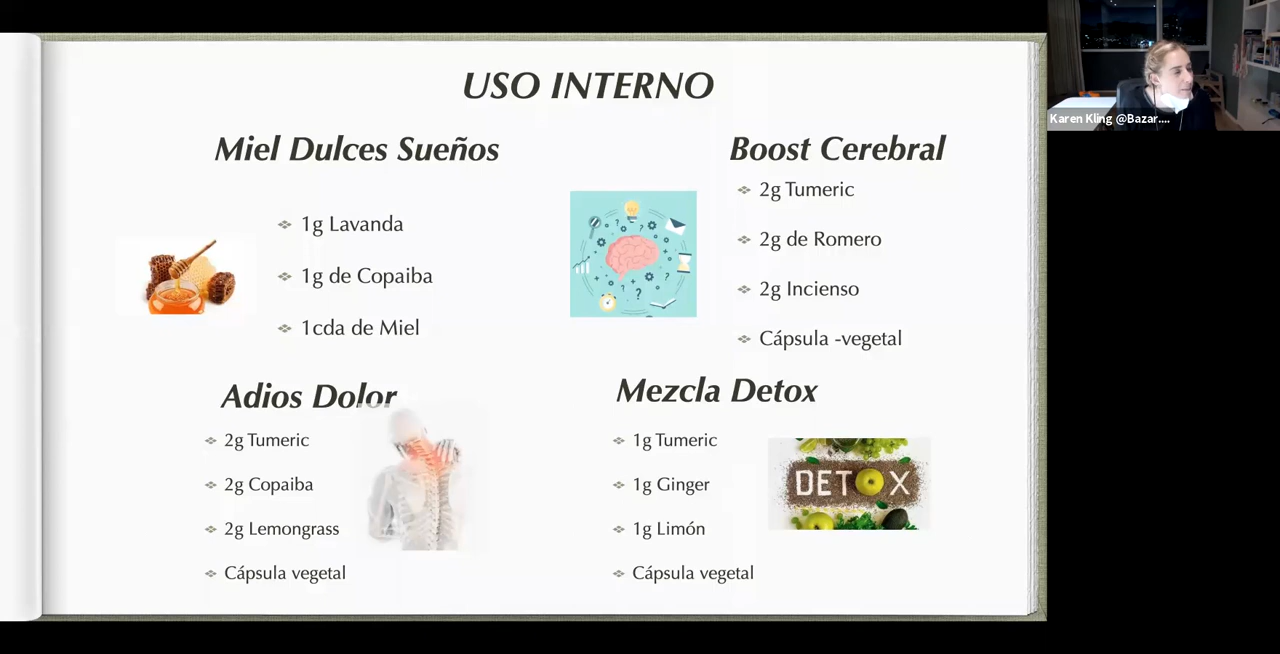 USO INTERNO
Miel Dulces Sueños
1g Lavanda
1g de Copaiba
1cda de Miel
Boost Cerebral
2g Tumeric
2g de Romero
2g Incienso
Cápsula -vegetal
Adios Dolor
2g Tumeric
2g Copaiba
2g Lemongrass
Cápsula vegetal
Mezcla Detox
1g Tumeric
1g Ginger
1g Limón
Cápsula vegetal
DETOX
Karen Kling @Bazar....